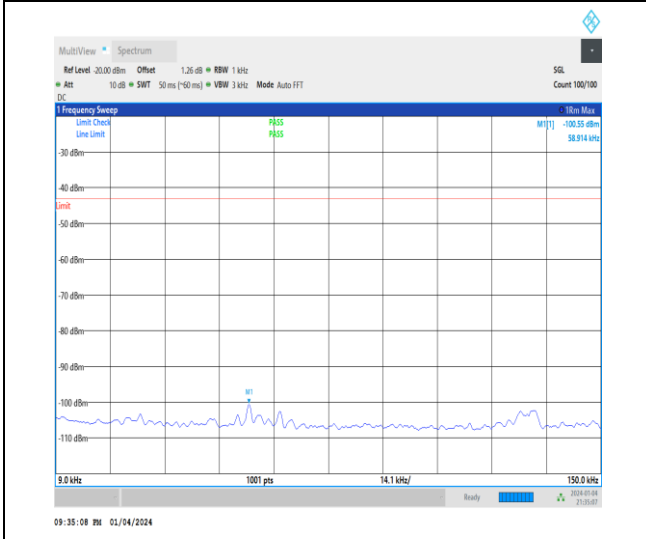 MultiView Spectrum
Ref Level -20.00 dBm Offset 1.26 dB RBW 1 kHz SGL
Att 10 dB SWT 50 ms (~60 ms) VBW 3 kHz Mode Auto FFT Count 100/100
DC
1 Frequency Sweep 1Rm Max
Limit Check PASS M1[1] -100.55 dBm
Line Limit PASS 58.914 kHz
-30 dBm
-40 dBm
Limit
-50 dBm
-60 dBm
-70 dBm
-80 dBm
-90 dBm
M1
-100 dBm
-110 dBm
9.0 kHz 1001 pts 14.1 kHz/ 150.0 kHz
Ready 2024-01-04
21:35:07
09:35:08 PM 01/04/2024